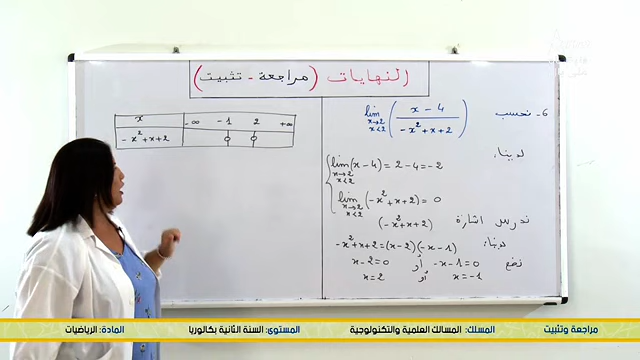 النهايات (مراجعة - تثبيت)
6- نحسب lim x→2 x<2 ( x - 4 / -x²+x+2 )
لدينا:
lim x→2 x<2 (x-4) = 2-4 = -2
lim x→2 x<2 (-x²+x+2) = 0
ندرس اشارة (-x²+x+2)
لدينا: -x²+x+2 = (x-2)(-x-1)
نضع x-2=0 أو -x-1=0
x=2 أو x=-1
x -∞ -1 2 +∞
-x²+x+2 0 0
مراجعة وتثبيت
المسلك: المسالك العلمية والتكنولوجية
المستوى: السنة الثانية بكالوريا
المادة: الرياضيات